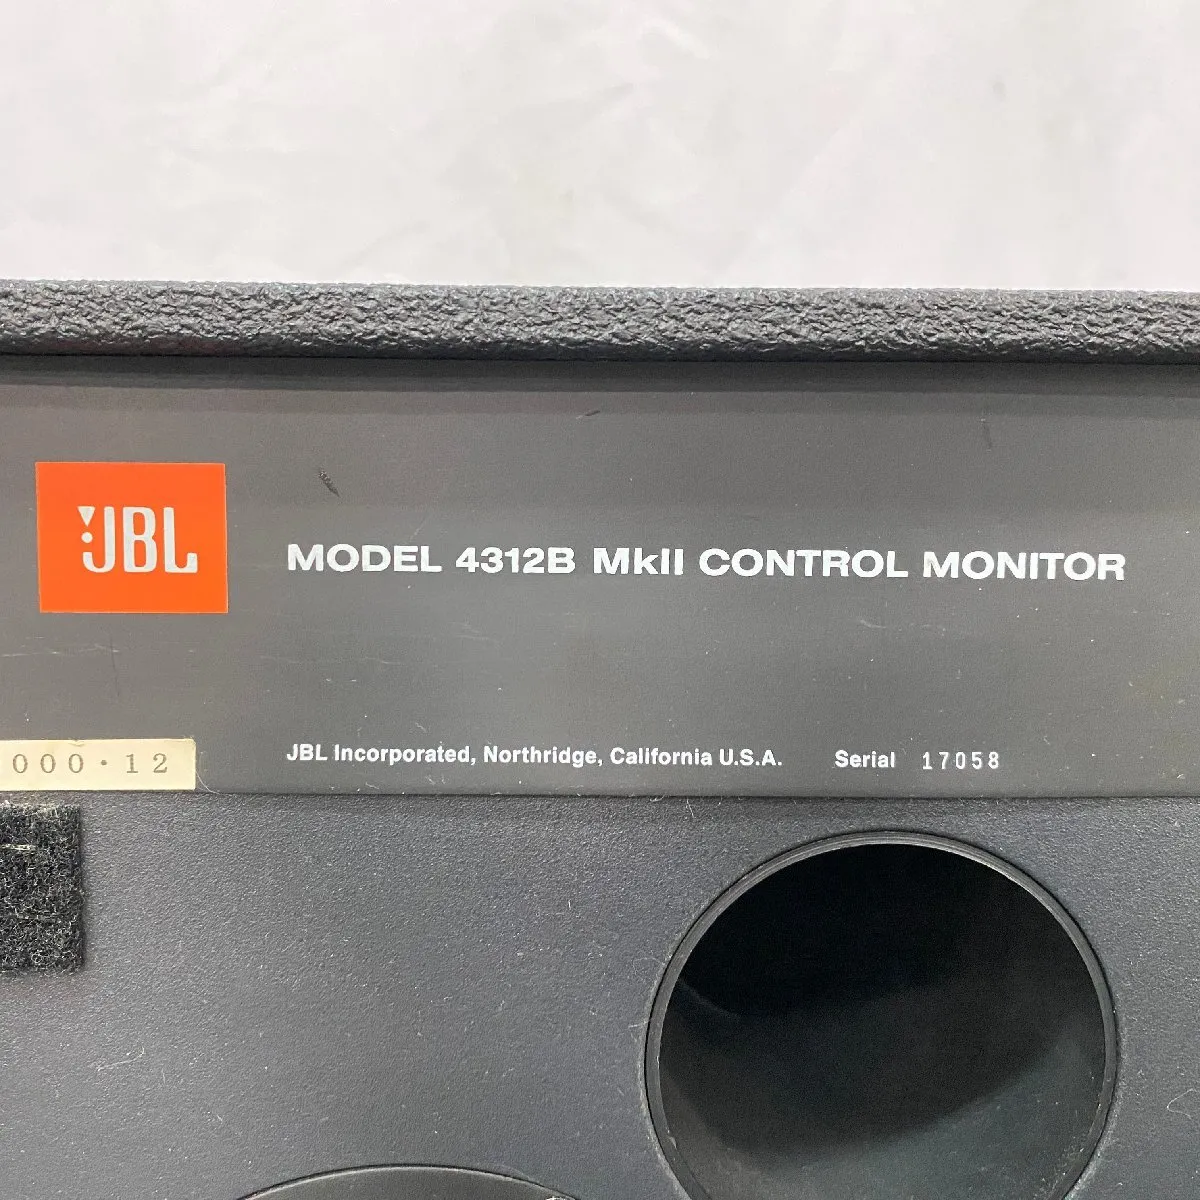 JBL
MODEL 4312B MkII CONTROL MONITOR
000・12
JBL Incorporated, Northridge, California U.S.A. Serial 17058